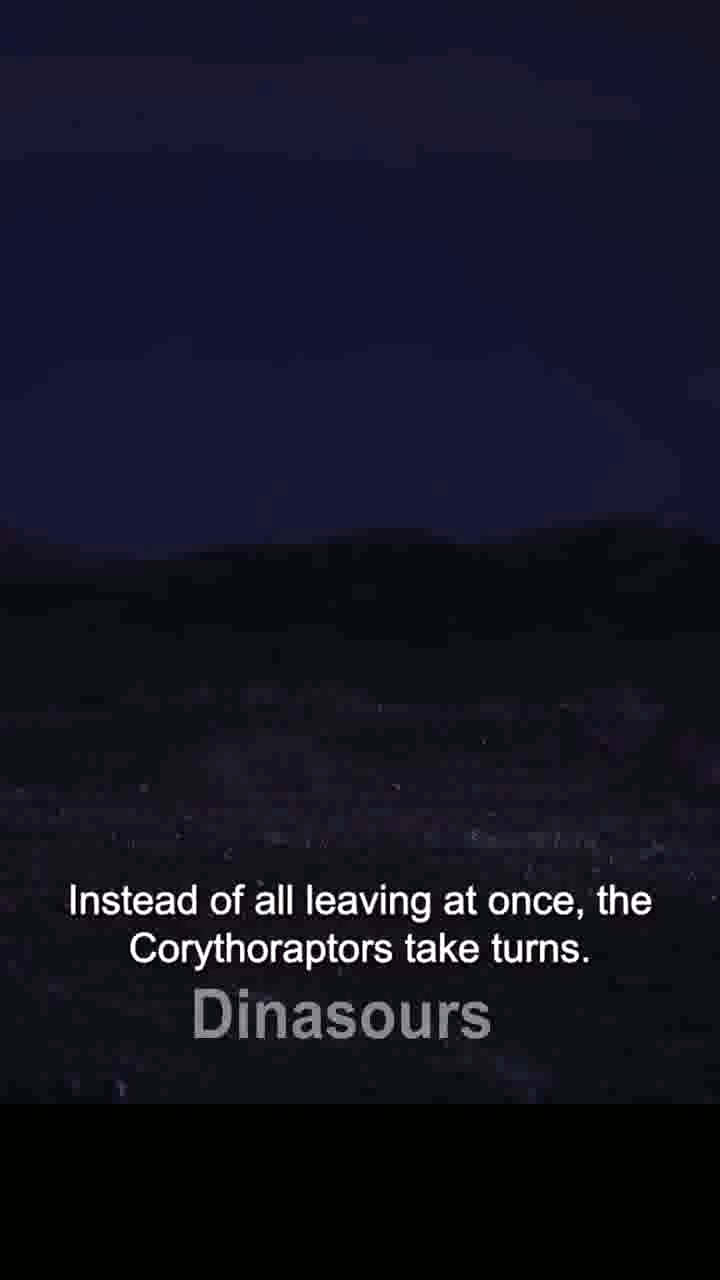 Instead of all leaving at once, the
Corythoraptors take turns.
Dinasours